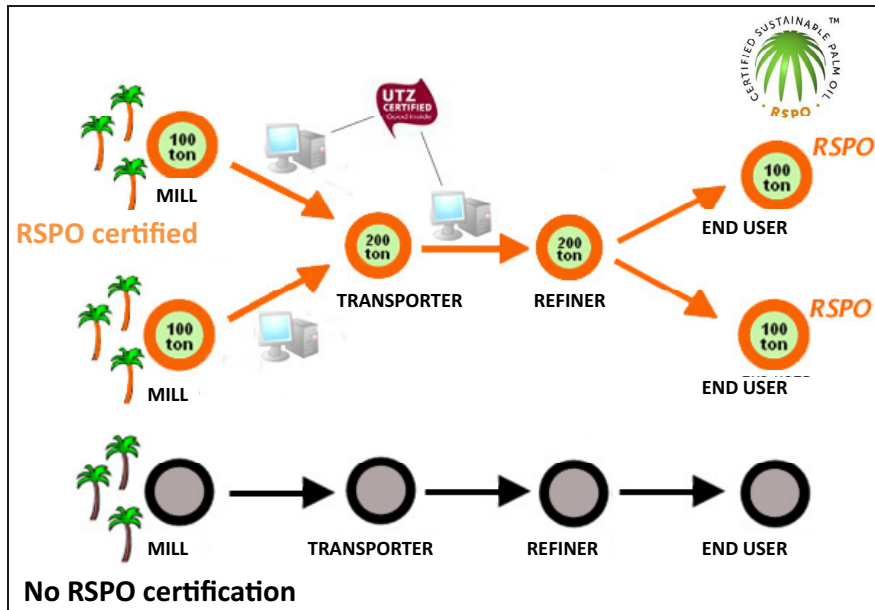 CERTIFIED SUSTAINABLE PALM OIL ™
RSPO
UTZ
CERTIFIED
Good inside
100
ton
MILL
RSPO certified
200
ton
TRANSPORTER
200
ton
REFINER
100
ton
RSPO
END USER
100
ton
MILL
100
ton
RSPO
END USER
MILL
TRANSPORTER
REFINER
END USER
No RSPO certification